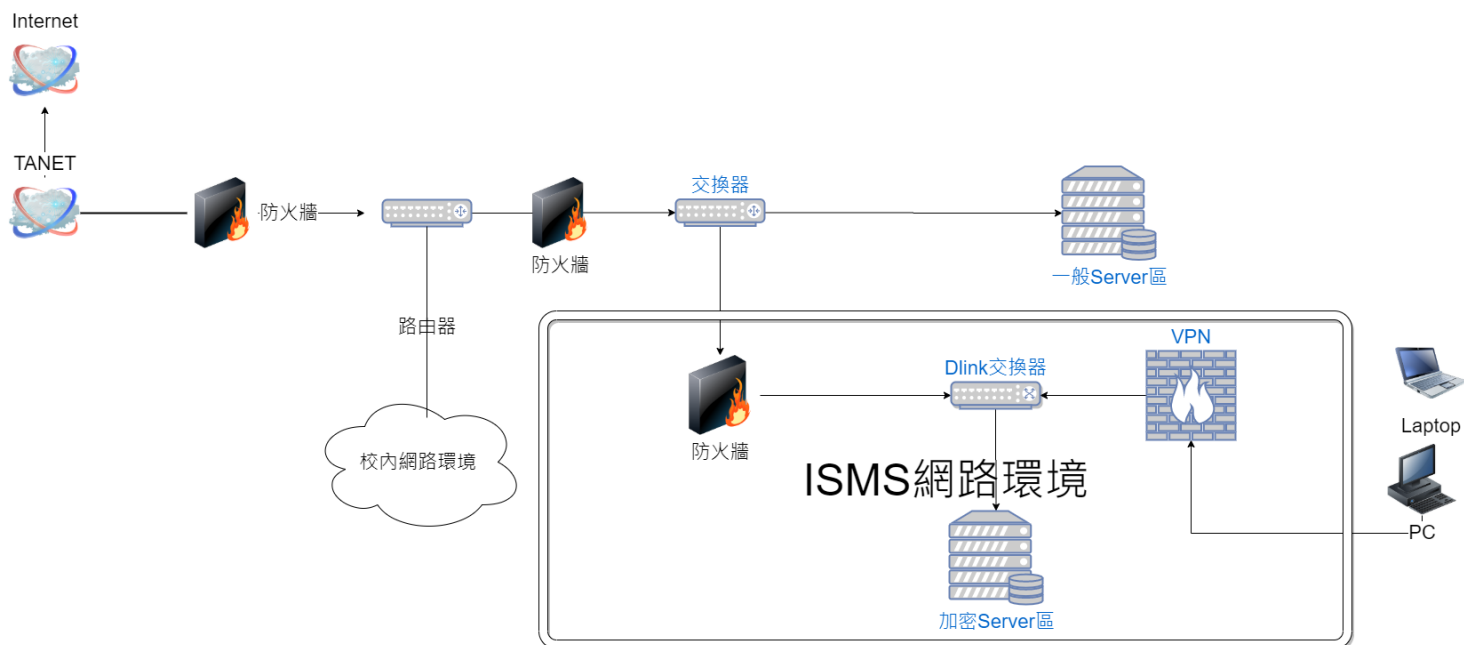 Internet
TANET
防火牆
防火牆
交換器
一般Server區
路由器
校內網路環境
防火牆
Dlink交換器
VPN
Laptop
PC
ISMS網路環境
加密Server區